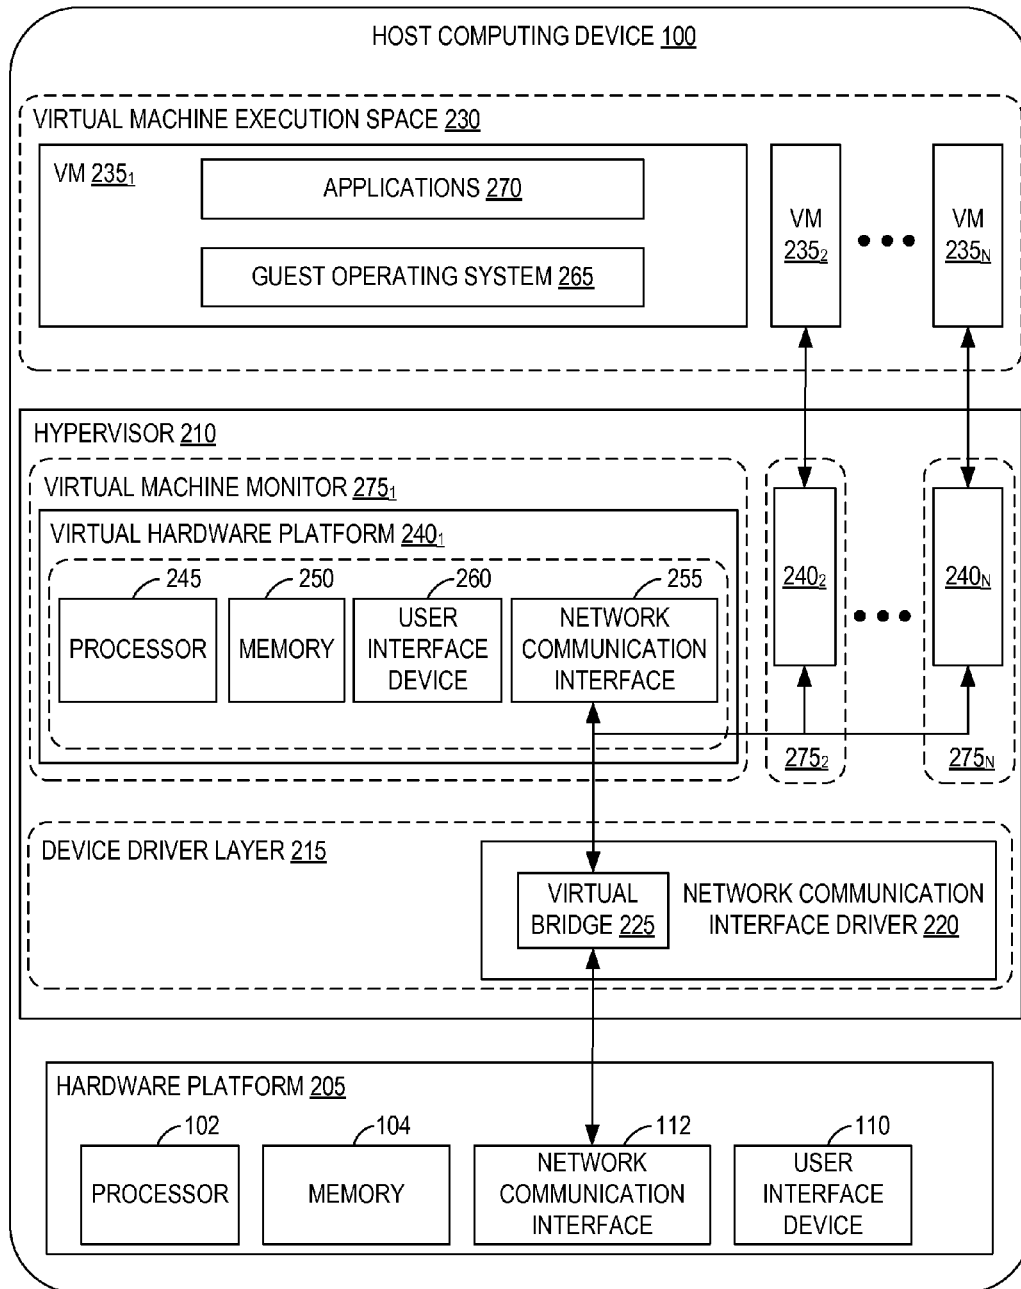 HOST COMPUTING DEVICE 100
VIRTUAL MACHINE EXECUTION SPACE 230
VM 235₁
APPLICATIONS 270
GUEST OPERATING SYSTEM 265
VM
235₂
VM
235N
HYPERVISOR 210
VIRTUAL MACHINE MONITOR 275₁
VIRTUAL HARDWARE PLATFORM 240₁
245
PROCESSOR
250
MEMORY
260
USER
INTERFACE
DEVICE
255
NETWORK
COMMUNICATION
INTERFACE
240₂
240N
275₂
275N
DEVICE DRIVER LAYER 215
VIRTUAL
BRIDGE 225
NETWORK COMMUNICATION
INTERFACE DRIVER 220
HARDWARE PLATFORM 205
102
PROCESSOR
104
MEMORY
112
NETWORK
COMMUNICATION
INTERFACE
110
USER
INTERFACE
DEVICE